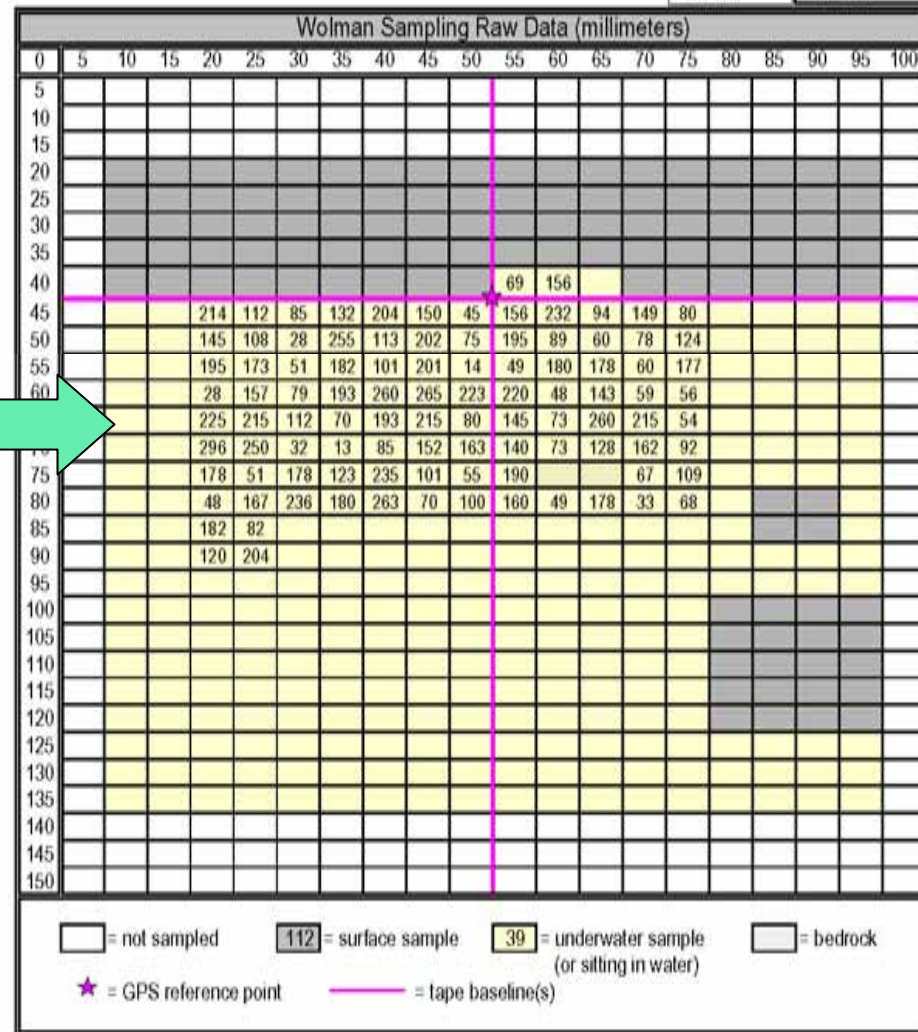 Wolman Sampling Raw Data (millimeters)
0 5 10 15 20 25 30 35 40 45 50 55 60 65 70 75 80 85 90 95 100
5
10
15
20
25
30
35
40 69 156
45 214 112 85 132 204 150 45 156 232 94 149 80
50 145 108 28 255 113 202 75 195 89 60 78 124
55 195 173 51 182 101 201 14 49 180 178 60 177
60 28 157 79 193 260 265 223 220 48 143 59 56
225 215 112 70 193 215 80 145 73 260 215 54
296 250 32 13 85 152 163 140 73 128 162 92
75 178 51 178 123 235 101 55 190 67 109
80 48 167 236 180 263 70 100 160 49 178 33 68
85 182 82
90 120 204
95
100
105
110
115
120
125
130
135
140
145
150
= not sampled 112 = surface sample 39 = underwater sample = bedrock
(or sitting in water)
= GPS reference point = tape baseline(s)